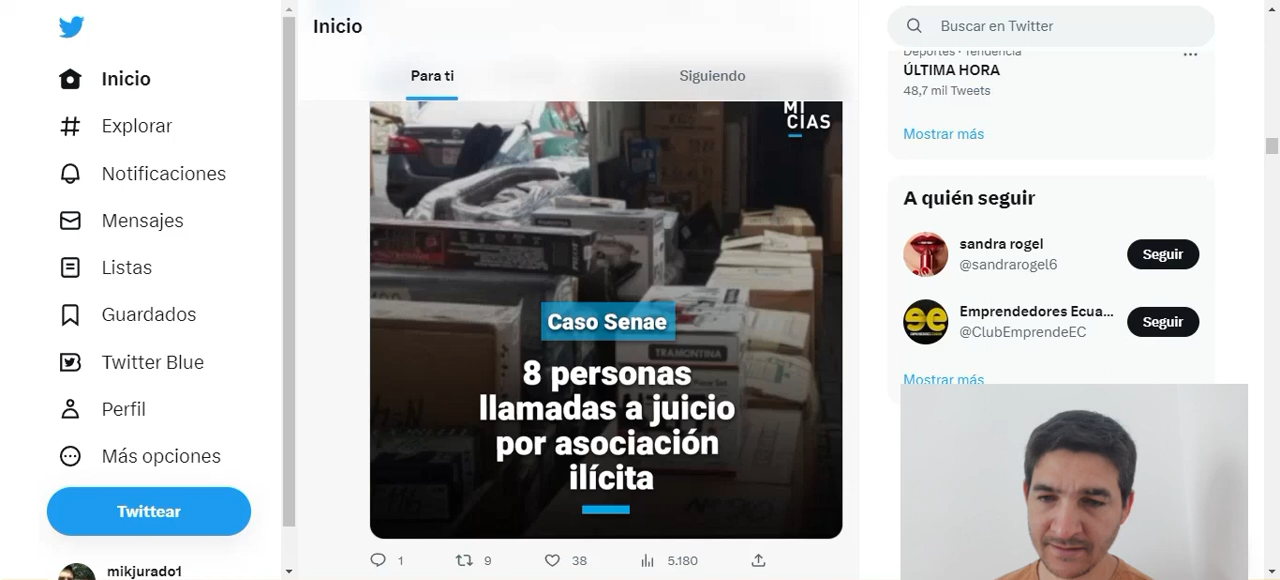 Inicio
Explorar
Notificaciones
Mensajes
Listas
Guardados
Twitter Blue
Perfil
Más opciones
Twittear
mikjurado1
Inicio
Para ti
Siguiendo
CIAS
TRAMONTINA
Caso Senae
8 personas
llamadas a juicio
por asociación
ilícita
1
9
38
5.180
Buscar en Twitter
Deportes · Tendencia
ÚLTIMA HORA
48,7 mil Tweets
Mostrar más
A quién seguir
sandra rogel
@sandrarogel6
Seguir
Emprendedores Ecua...
@ClubEmprendeEC
Seguir
Mostrar más